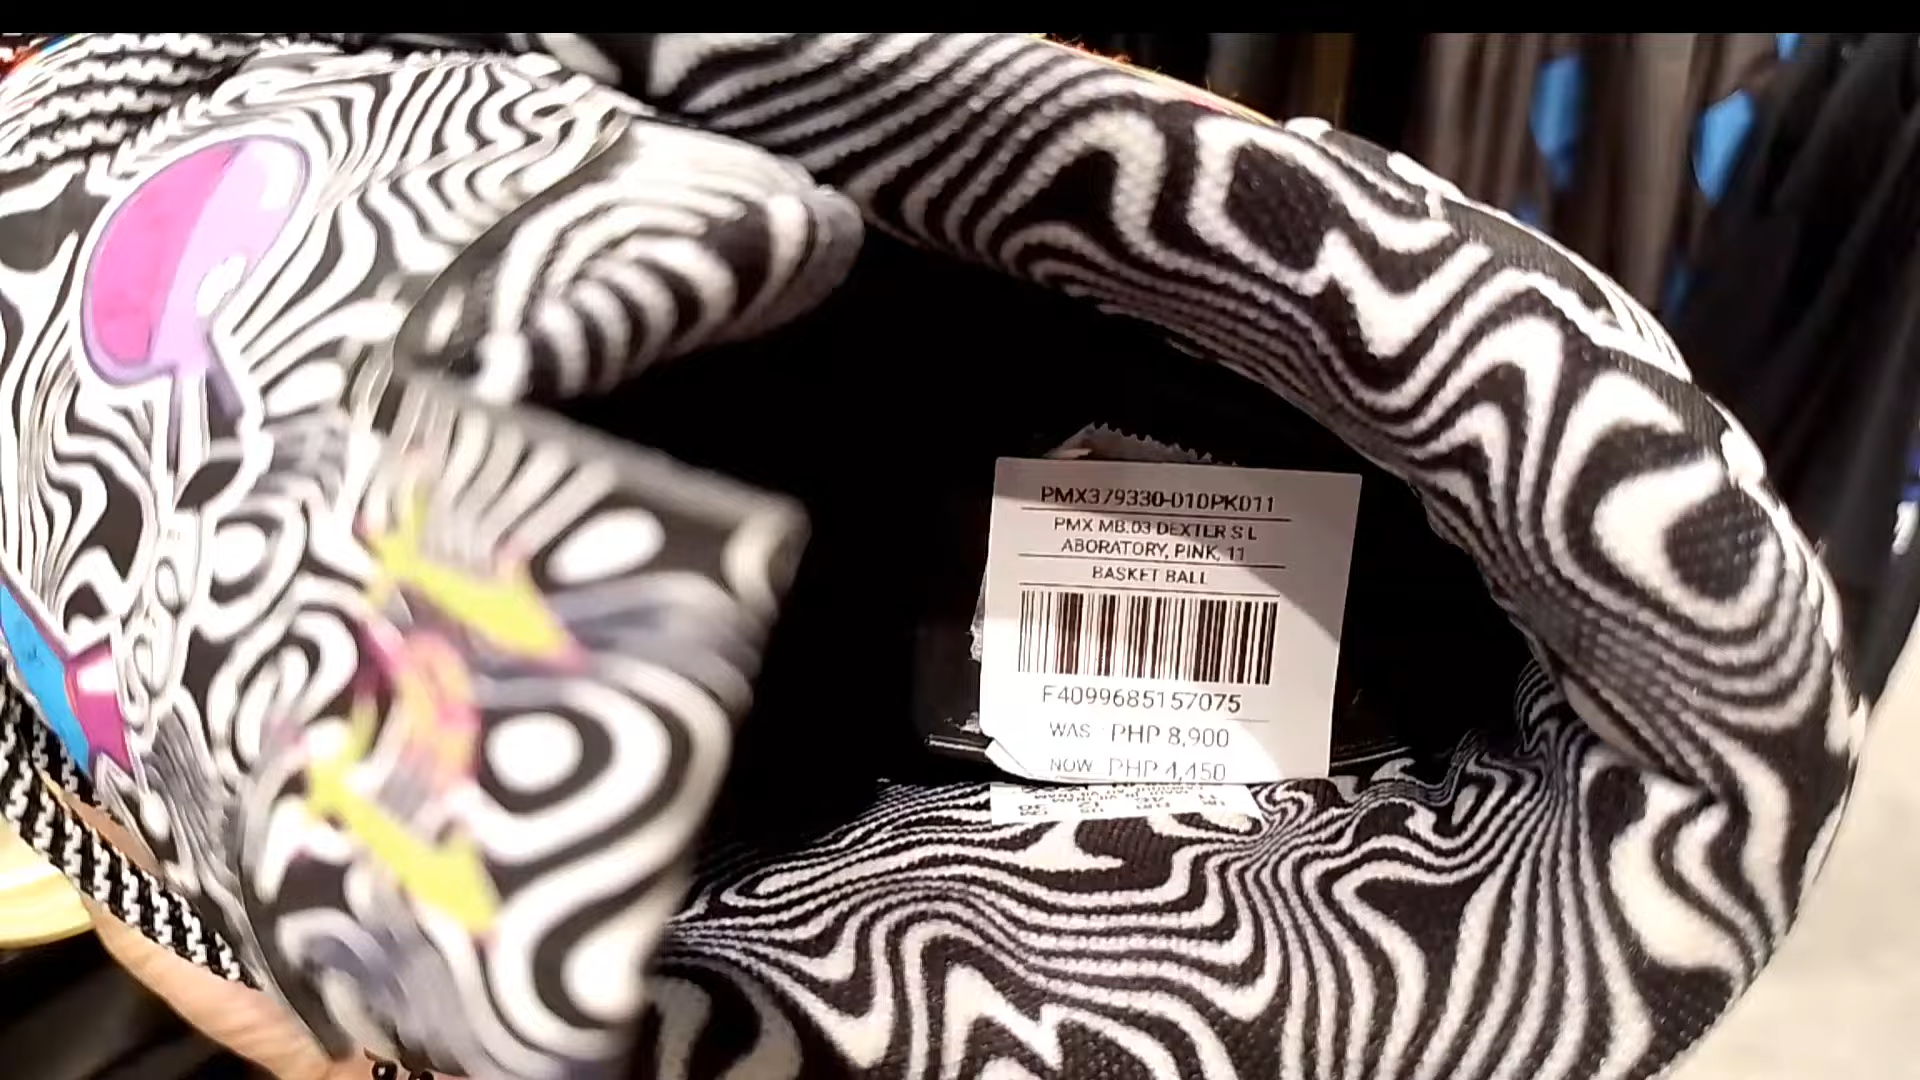 PMX379330-010PK011
PMX MB.03 DEXTER S L
ABORATORY, PINK, 11
BASKET BALL
F4099685157075
WAS PHP 8,900
NOW PHP 4,450